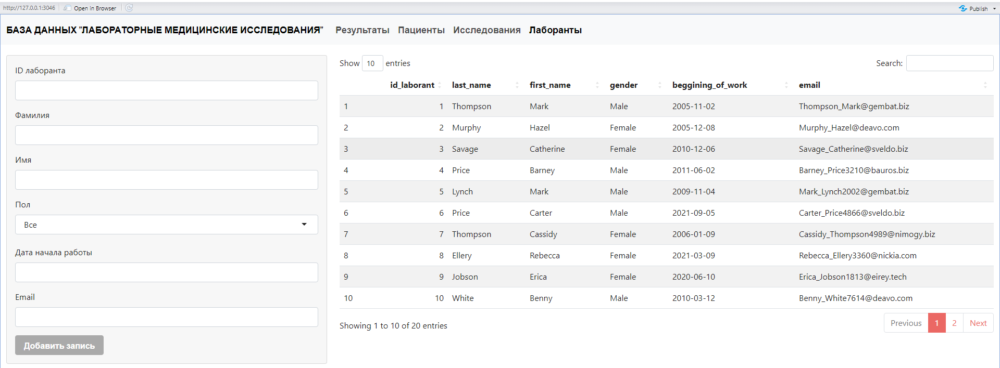 http://127.0.0.1:3046 Open in Browser Publish
БАЗА ДАННЫХ "ЛАБОРАТОРНЫЕ МЕДИЦИНСКИЕ ИССЛЕДОВАНИЯ" Результаты Пациенты Исследования Лаборанты
ID лаборанта
Фамилия
Имя
Пол
Все
Дата начала работы
Email
Добавить запись
Show 10 entries Search:
id_laborant last_name first_name gender beggining_of_work email
1 1 Thompson Mark Male 2005-11-02 Thompson_Mark@gembat.biz
2 2 Murphy Hazel Female 2005-12-08 Murphy_Hazel@deavo.com
3 3 Savage Catherine Female 2010-12-06 Savage_Catherine@sveldo.biz
4 4 Price Barney Male 2011-06-02 Barney_Price3210@bauros.biz
5 5 Lynch Mark Male 2009-11-04 Mark_Lynch2002@gembat.biz
6 6 Price Carter Male 2021-09-05 Carter_Price4866@sveldo.biz
7 7 Thompson Cassidy Female 2006-01-09 Cassidy_Thompson4989@nimogy.biz
8 8 Ellery Rebecca Female 2021-03-09 Rebecca_Ellery3360@nickia.com
9 9 Jobson Erica Female 2020-06-10 Erica_Jobson1813@eirey.tech
10 10 White Benny Male 2010-03-12 Benny_White7614@deavo.com
Showing 1 to 10 of 20 entries Previous 1 2 Next